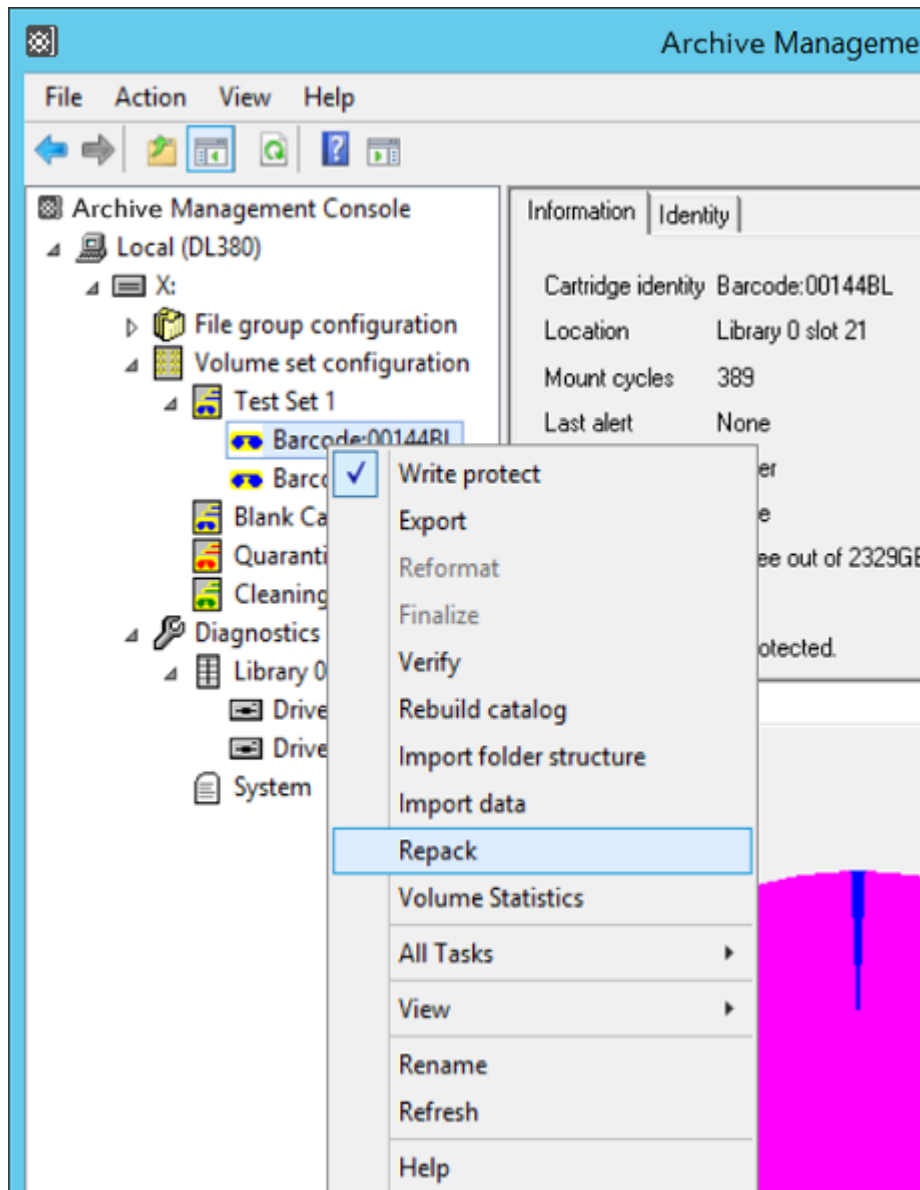 Archive Manageme
File Action View Help
Archive Management Console
Local (DL380)
X:
File group configuration
Volume set configuration
Test Set 1
Barcode:00144BL
Barco
Blank Ca
Quaranti
Cleaning
Diagnostics
Library 0
Drive
Drive
System
Information Identity
Cartridge identity Barcode:00144BL
Location Library 0 slot 21
Mount cycles 389
Last alert None
er
e
ee out of 2329GB
otected.
Write protect
Export
Reformat
Finalize
Verify
Rebuild catalog
Import folder structure
Import data
Repack
Volume Statistics
All Tasks
View
Rename
Refresh
Help